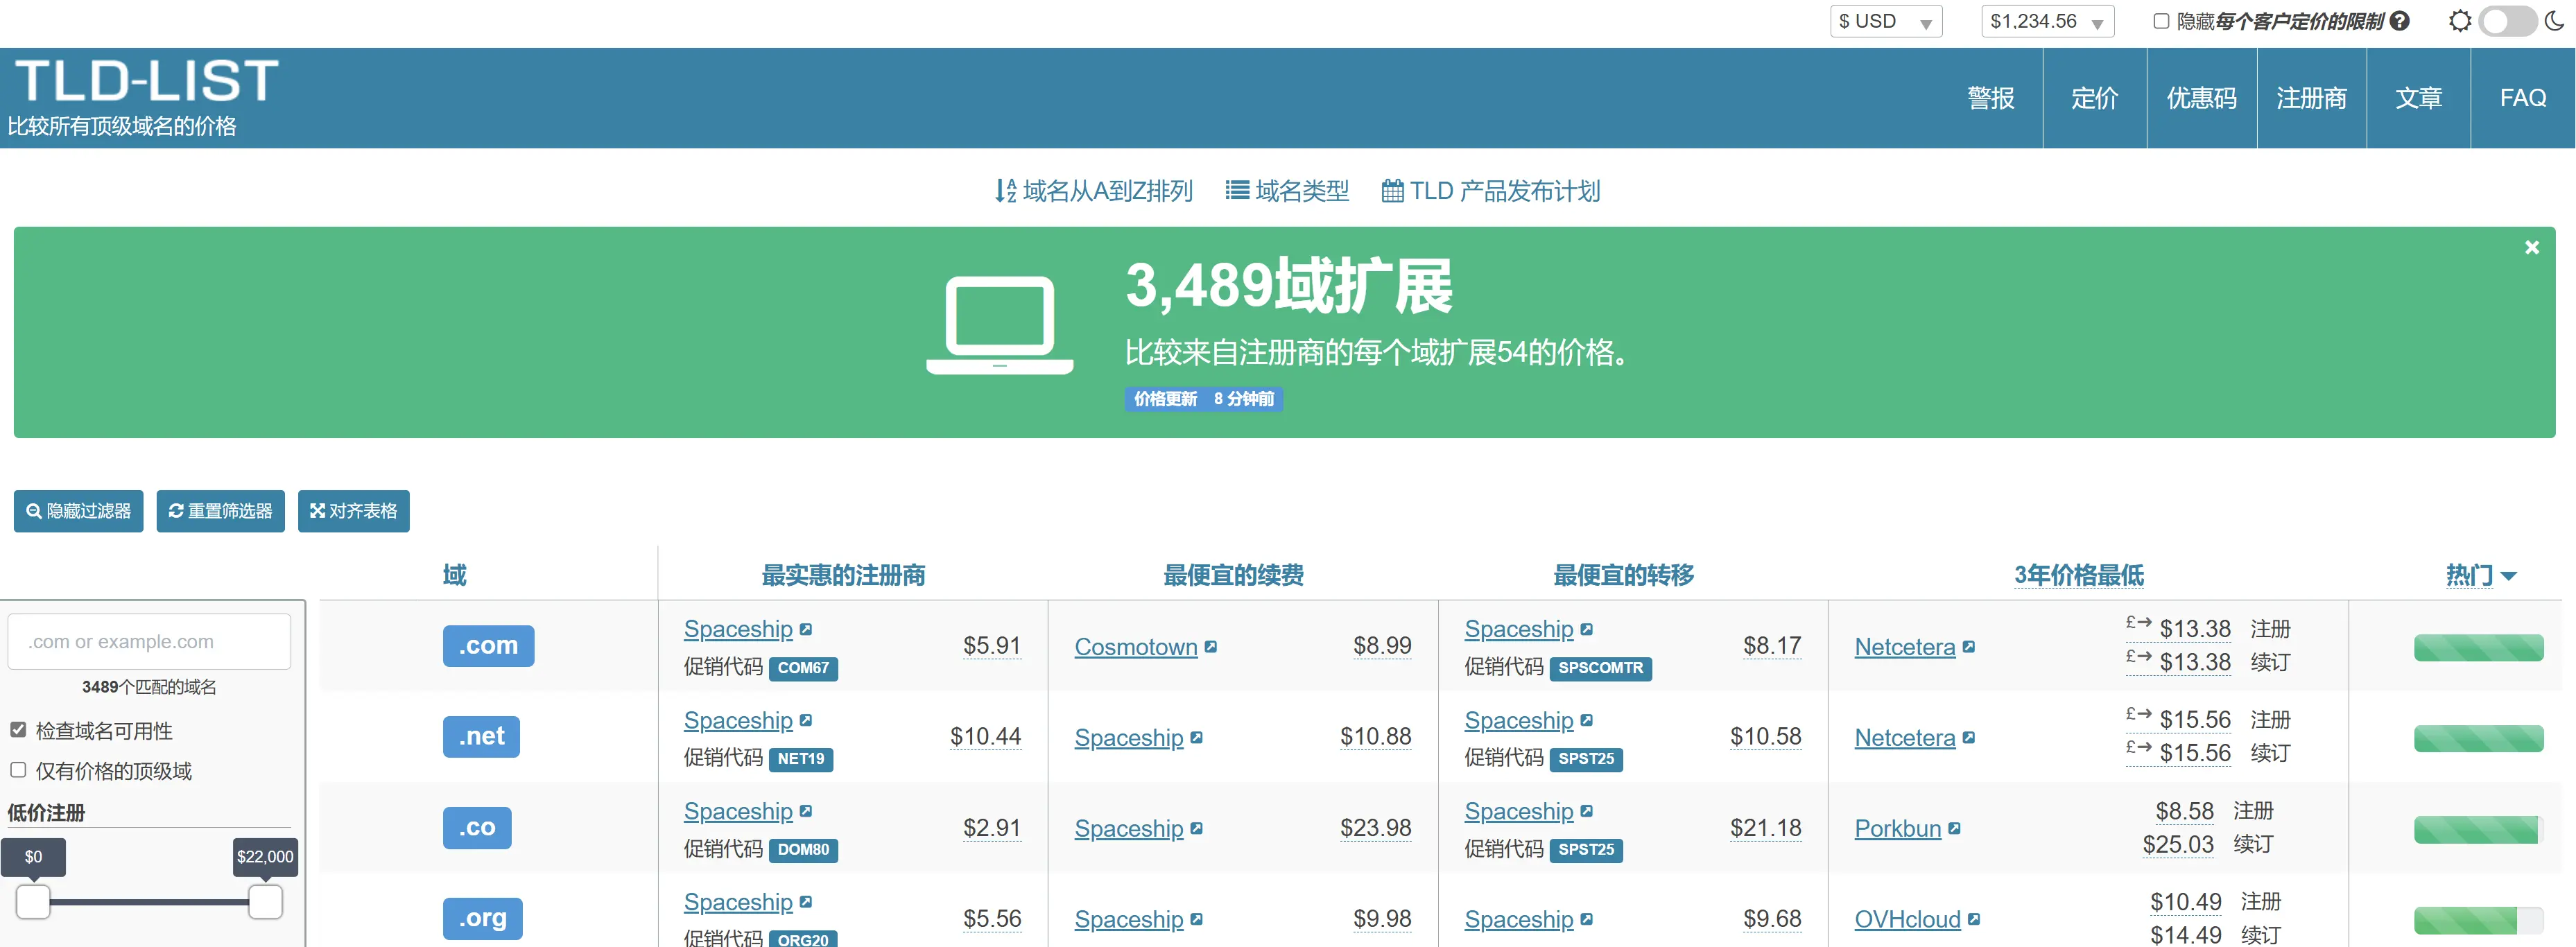 $ USD
$1,234.56
隐藏每个客户定价的限制
TLD-LIST
比较所有顶级域名的价格
警报
定价
优惠码
注册商
文章
FAQ
域名从A到Z排列
域名类型
TLD 产品发布计划
3,489域扩展
比较来自注册商的每个域扩展54的价格。
价格更新 8 分钟前
隐藏过滤器
重置筛选器
对齐表格
域
最实惠的注册商
最便宜的续费
最便宜的转移
3年价格最低
热门
.com or example.com
3489个匹配的域名
检查域名可用性
仅有价格的顶级域
低价注册
$0
$22,000
.com
Spaceship
$5.91
促销代码 COM67
Cosmotown
$8.99
Spaceship
$8.17
促销代码 SPSCOMTR
Netcetera
£→ $13.38 注册
£→ $13.38 续订
.net
Spaceship
$10.44
促销代码 NET19
Spaceship
$10.88
Spaceship
$10.58
促销代码 SPST25
Netcetera
£→ $15.56 注册
£→ $15.56 续订
.co
Spaceship
$2.91
促销代码 DOM80
Spaceship
$23.98
Spaceship
$21.18
促销代码 SPST25
Porkbun
$8.58 注册
$25.03 续订
.org
Spaceship
$5.56
促销代码 ORG20
Spaceship
$9.98
Spaceship
$9.68
OVHcloud
$10.49 注册
$14.49 续订